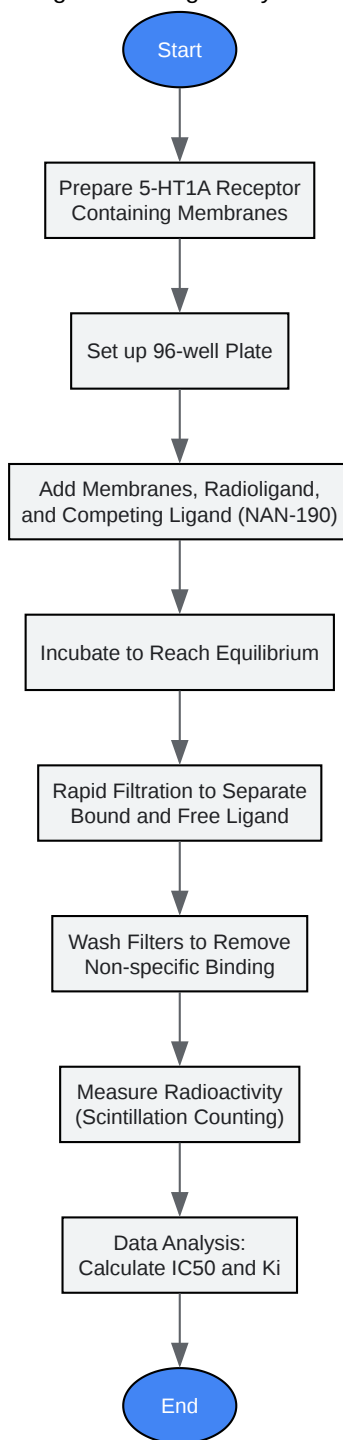 Start
Prepare 5-HT1A Receptor
Containing Membranes
Set up 96-well Plate
Add Membranes, Radioligand,
and Competing Ligand (NAN-190)
Incubate to Reach Equilibrium
Rapid Filtration to Separate
Bound and Free Ligand
Wash Filters to Remove
Non-specific Binding
Measure Radioactivity
(Scintillation Counting)
Data Analysis:
Calculate IC50 and Ki
End